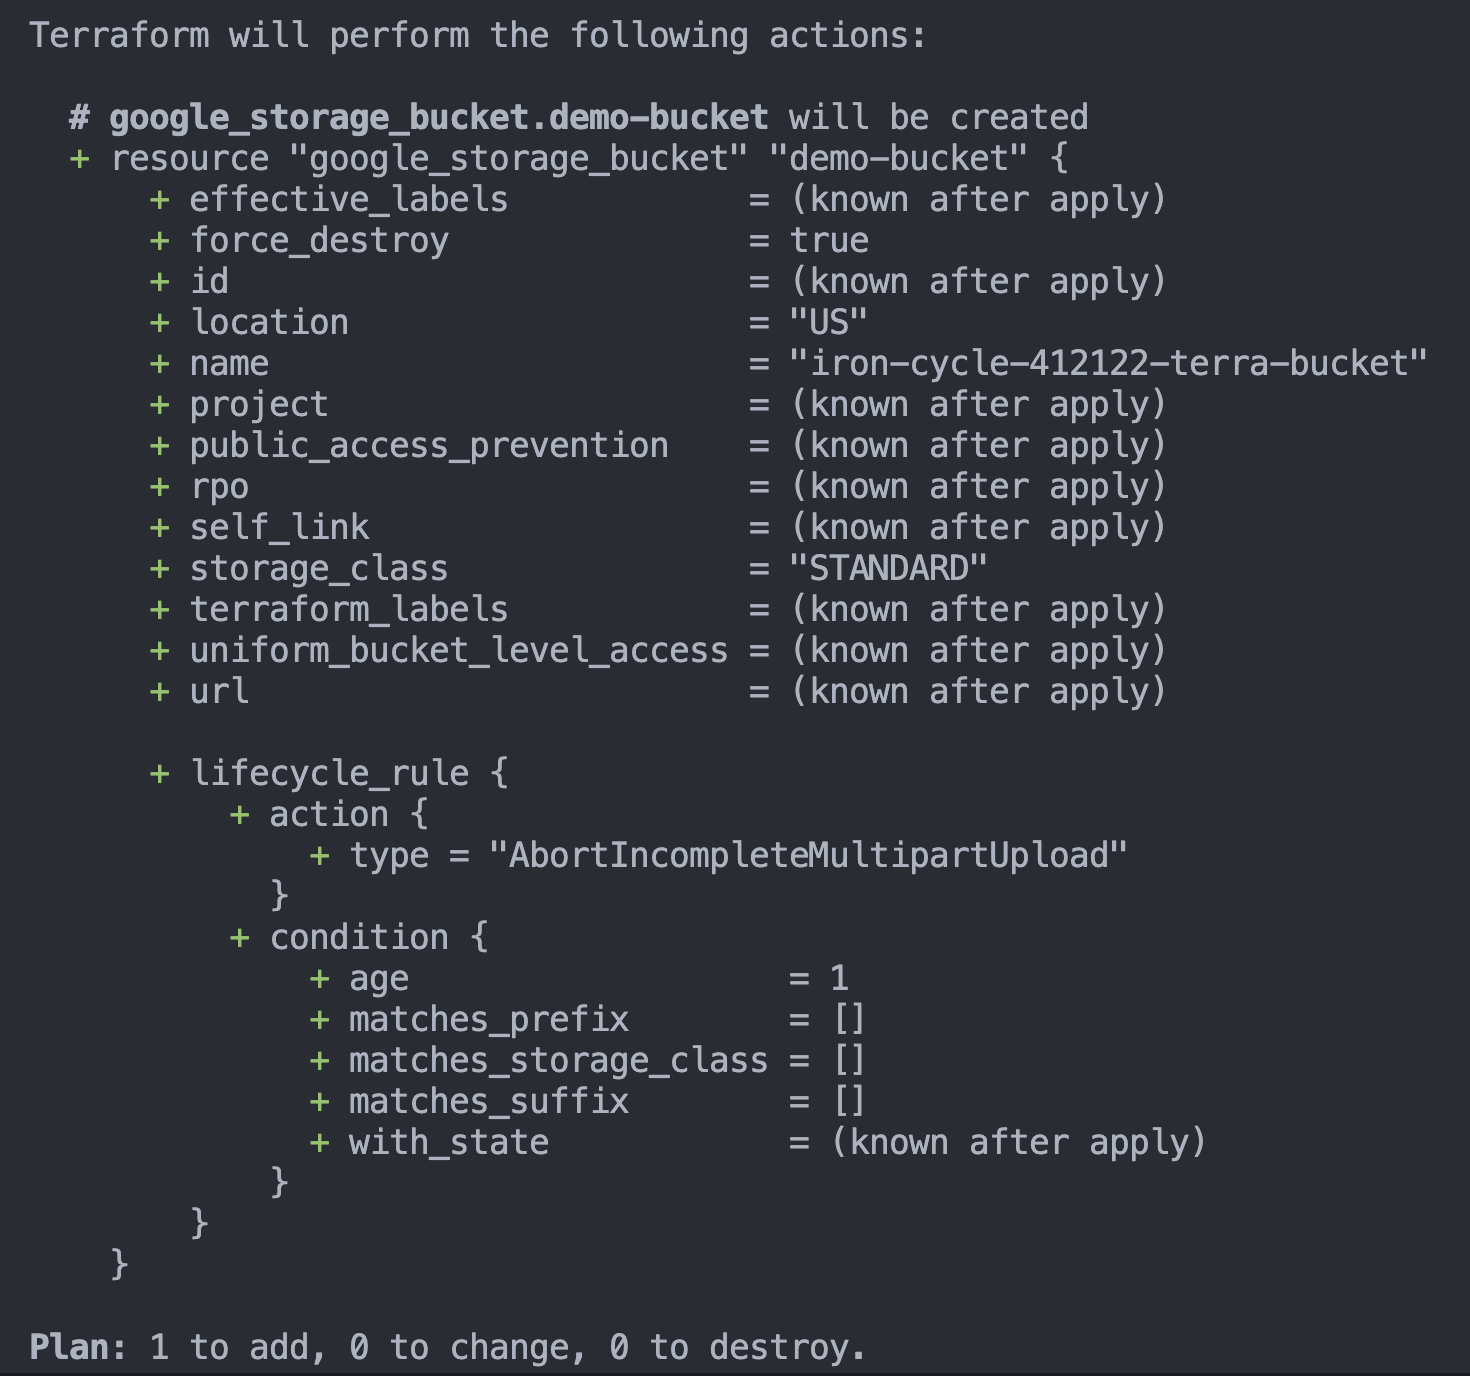 Terraform will perform the following actions:

  # google_storage_bucket.demo-bucket will be created
  + resource "google_storage_bucket" "demo-bucket" {
      + effective_labels            = (known after apply)
      + force_destroy               = true
      + id                          = (known after apply)
      + location                    = "US"
      + name                        = "iron-cycle-412122-terra-bucket"
      + project                     = (known after apply)
      + public_access_prevention    = (known after apply)
      + rpo                         = (known after apply)
      + self_link                   = (known after apply)
      + storage_class               = "STANDARD"
      + terraform_labels            = (known after apply)
      + uniform_bucket_level_access = (known after apply)
      + url                         = (known after apply)

      + lifecycle_rule {
          + action {
              + type = "AbortIncompleteMultipartUpload"
            }
          + condition {
              + age                   = 1
              + matches_prefix        = []
              + matches_storage_class = []
              + matches_suffix        = []
              + with_state            = (known after apply)
            }
        }
    }

Plan: 1 to add, 0 to change, 0 to destroy.